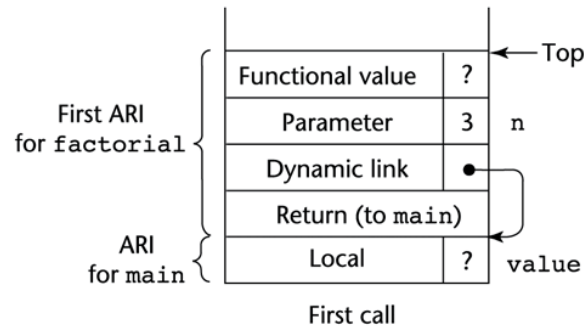 Top
Functional value ?
First ARI
for factorial
Parameter 3 n
Dynamic link
Return (to main)
ARI
for main
Local ? value
First call